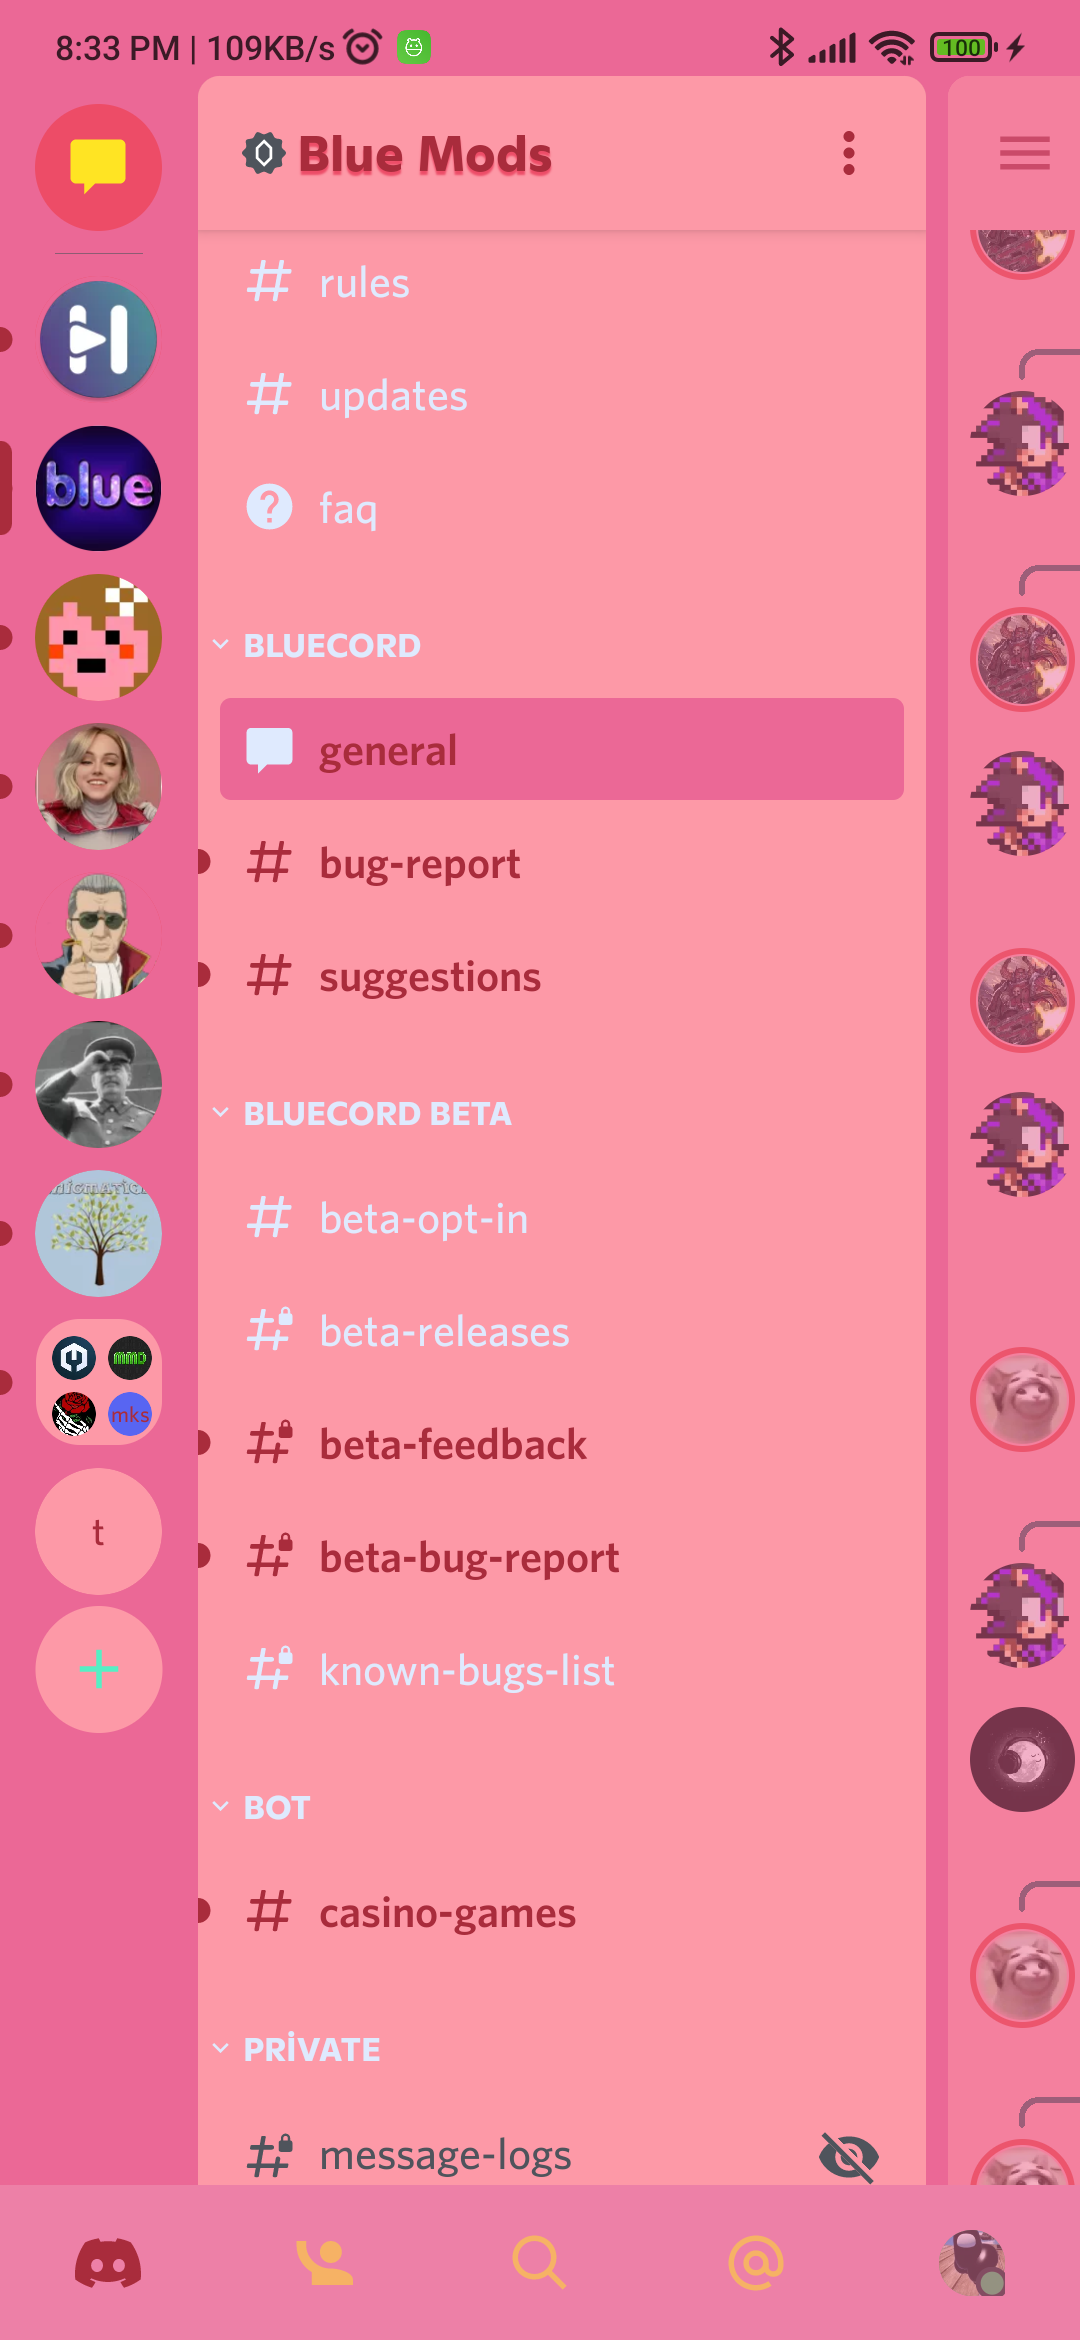 8:33 PM | 109KB/s
100
Blue Mods
rules
updates
faq
blue
BLUECORD
general
bug-report
suggestions
BLUECORD BETA
beta-opt-in
beta-releases
beta-feedback
mmd
mks
beta-bug-report
t
known-bugs-list
BOT
casino-games
PRİVATE
message-logs